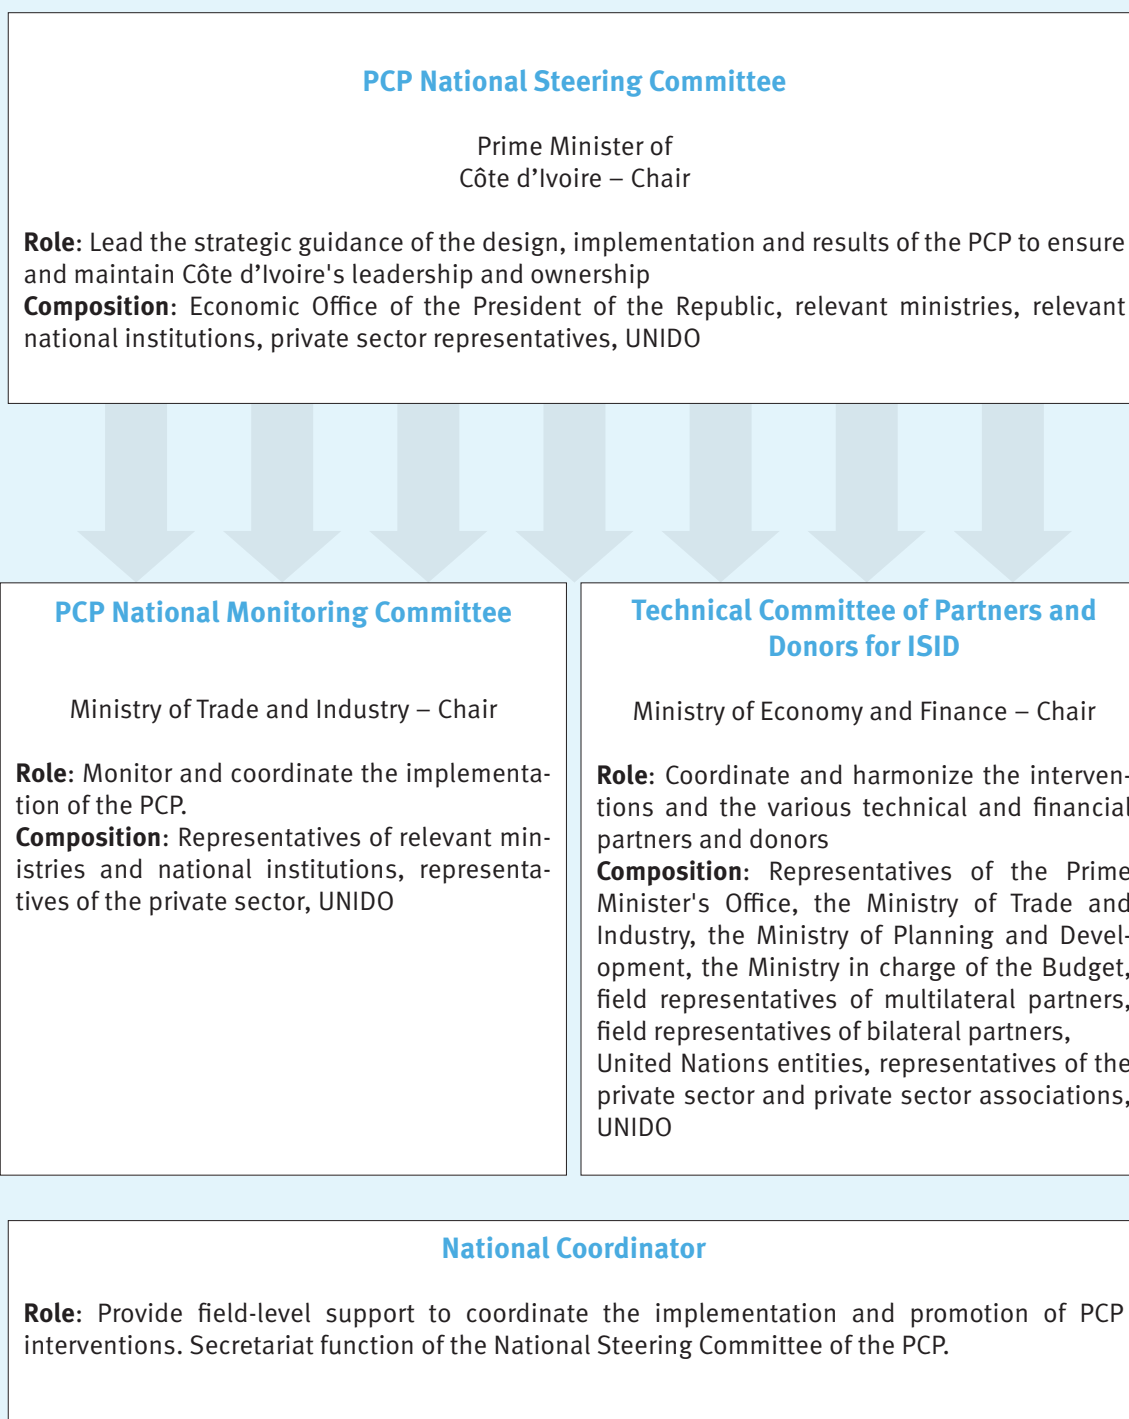 PCP National Steering Committee
Prime Minister of
Côte d’Ivoire – Chair
Role: Lead the strategic guidance of the design, implementation and results of the PCP to ensure
and maintain Côte d’Ivoire's leadership and ownership
Composition: Economic Office of the President of the Republic, relevant ministries, relevant
national institutions, private sector representatives, UNIDO
PCP National Monitoring Committee
Ministry of Trade and Industry – Chair
Role: Monitor and coordinate the implementa-
tion of the PCP.
Composition: Representatives of relevant min-
istries and national institutions, representa-
tives of the private sector, UNIDO
Technical Committee of Partners and
Donors for ISID
Ministry of Economy and Finance – Chair
Role: Coordinate and harmonize the interven-
tions and the various technical and financial
partners and donors
Composition: Representatives of the Prime
Minister's Office, the Ministry of Trade and
Industry, the Ministry of Planning and Devel-
opment, the Ministry in charge of the Budget,
field representatives of multilateral partners,
field representatives of bilateral partners,
United Nations entities, representatives of the
private sector and private sector associations,
UNIDO
National Coordinator
Role: Provide field-level support to coordinate the implementation and promotion of PCP
interventions. Secretariat function of the National Steering Committee of the PCP.